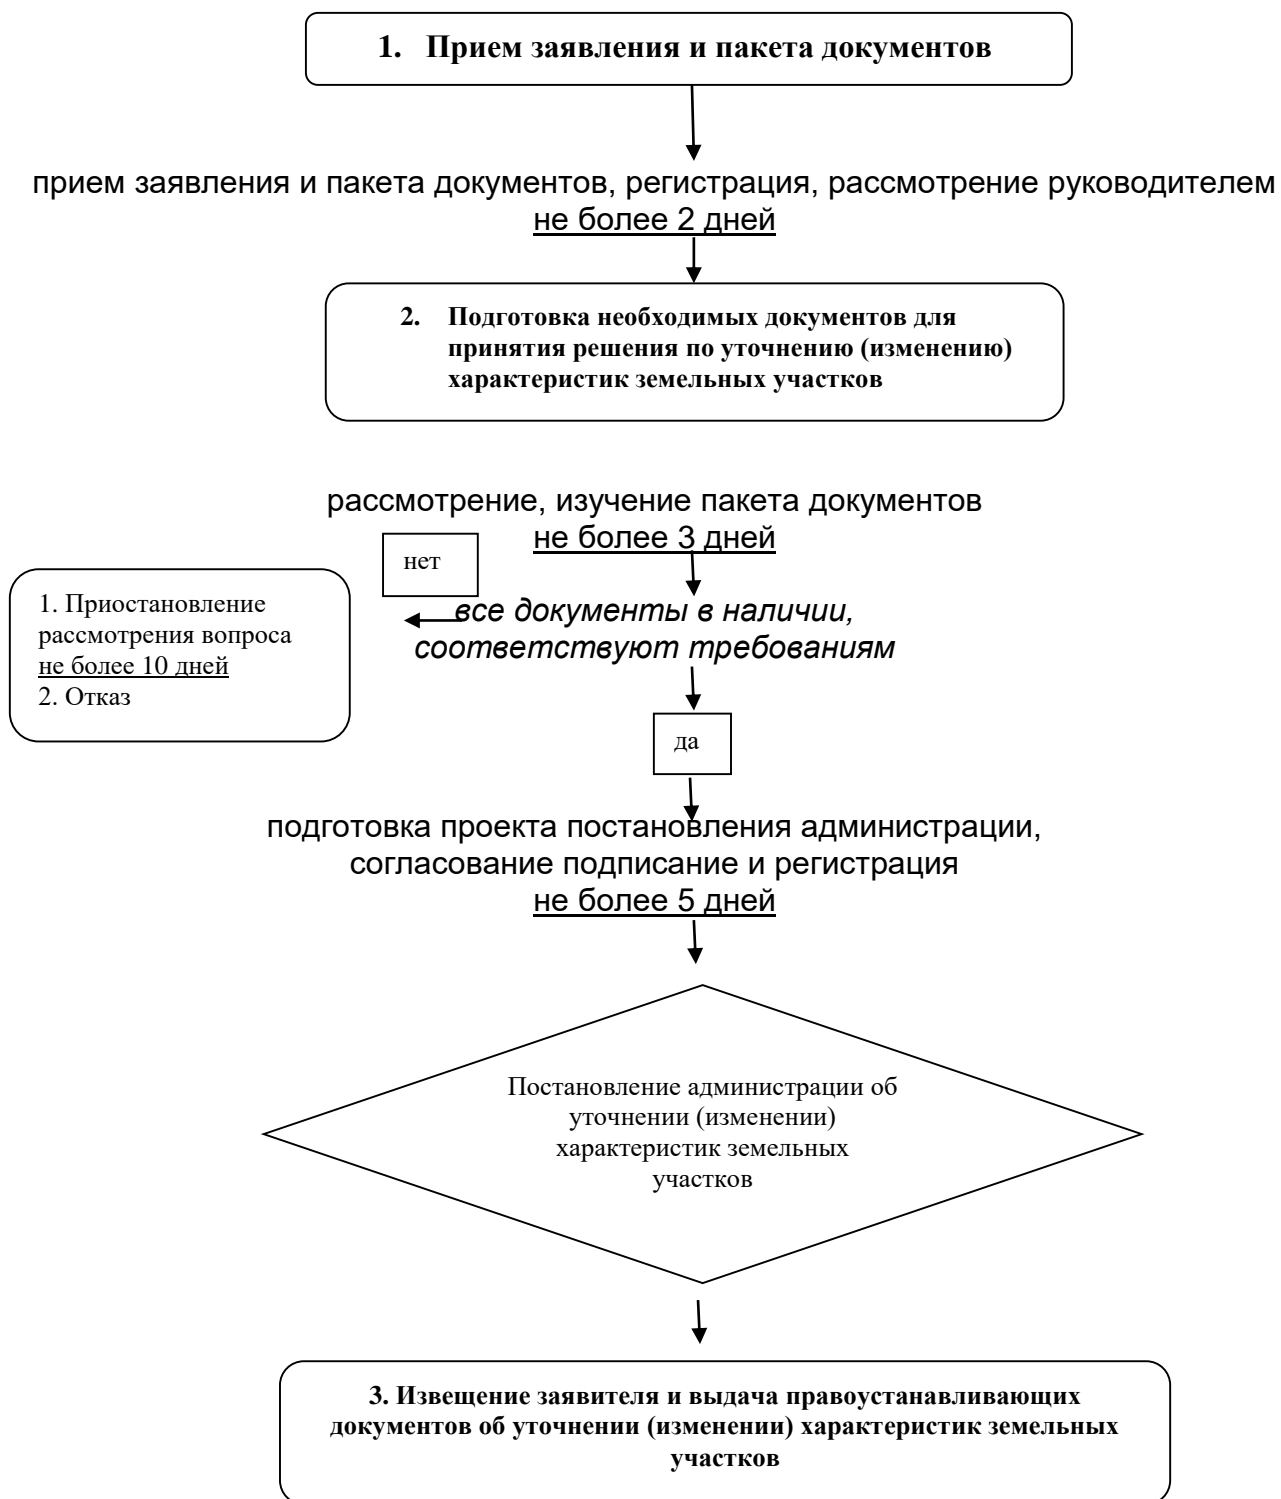 1. Прием заявления и пакета документов
прием заявления и пакета документов, регистрация, рассмотрение руководителем
не более 2 дней
2. Подготовка необходимых документов для
принятия решения по уточнению (изменению)
характеристик земельных участков
рассмотрение, изучение пакета документов
не более 3 дней
нет
1. Приостановление
рассмотрения вопроса
не более 10 дней
2. Отказ
все документы в наличии,
соответствуют требованиям
да
подготовка проекта постановления администрации,
согласование подписание и регистрация
не более 5 дней
Постановление администрации об
уточнении (изменении)
характеристик земельных
участков
3. Извещение заявителя и выдача правоустанавливающих
документов об уточнении (изменении) характеристик земельных
участков